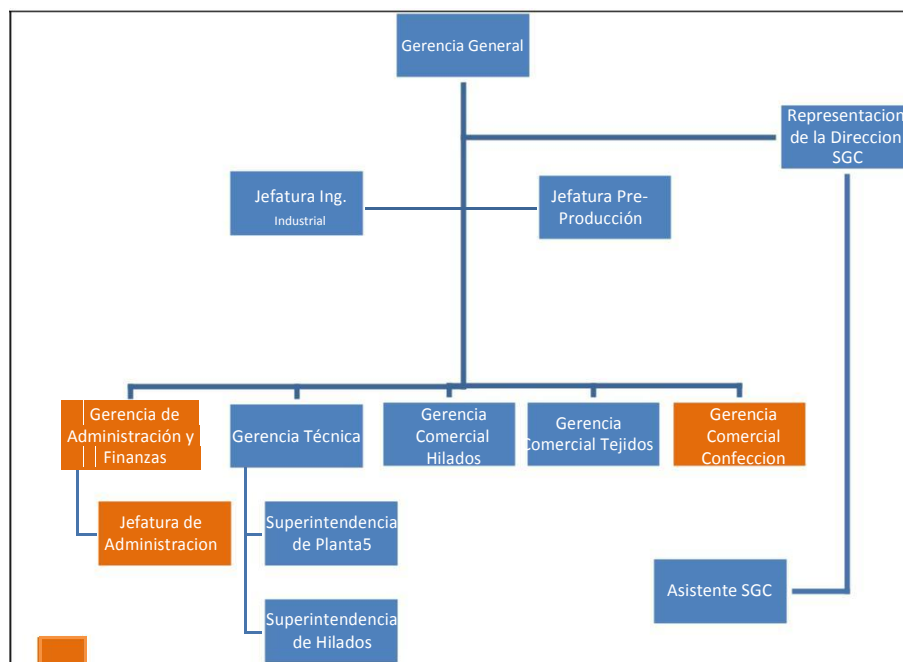 Gerencia General
Representacion
de la Direccion
SGC
Jefatura Ing.
Industrial
Jefatura Pre-
Producción
Gerencia de
Administración y
Finanzas
Gerencia Técnica
Gerencia
Comercial
Hilados
Gerencia
Comercial Tejidos
Gerencia
Comercial
Confeccion
Jefatura de
Administracion
Superintendencia
de Planta5
Asistente SGC
Superintendencia
de Hilados